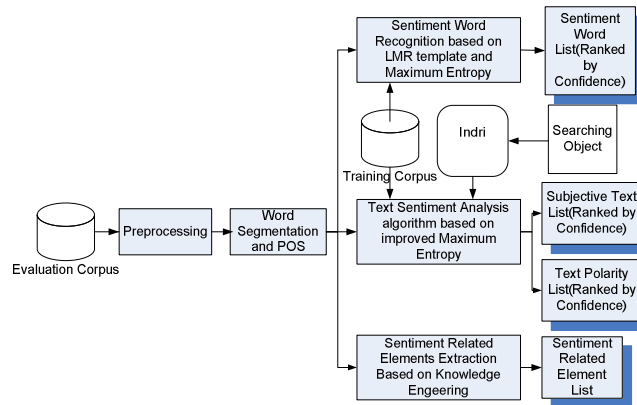 Sentiment Word
Recognition based on
LMR template and
Maximum Entropy
Sentiment
Word
List(Ranked
by
Confidence)
Training Corpus
Indri
Searching
Object
Evaluation Corpus
Preprocessing
Word
Segmentation
and POS
Text Sentiment Analysis
algorithm based on
improved Maximum
Entropy
Subjective Text
List(Ranked by
Confidence)
Text Polarity
List(Ranked by
Confidence)
Sentiment Related
Elements Extraction
Based on Knowledge
Engeering
Sentiment
Related
Element
List